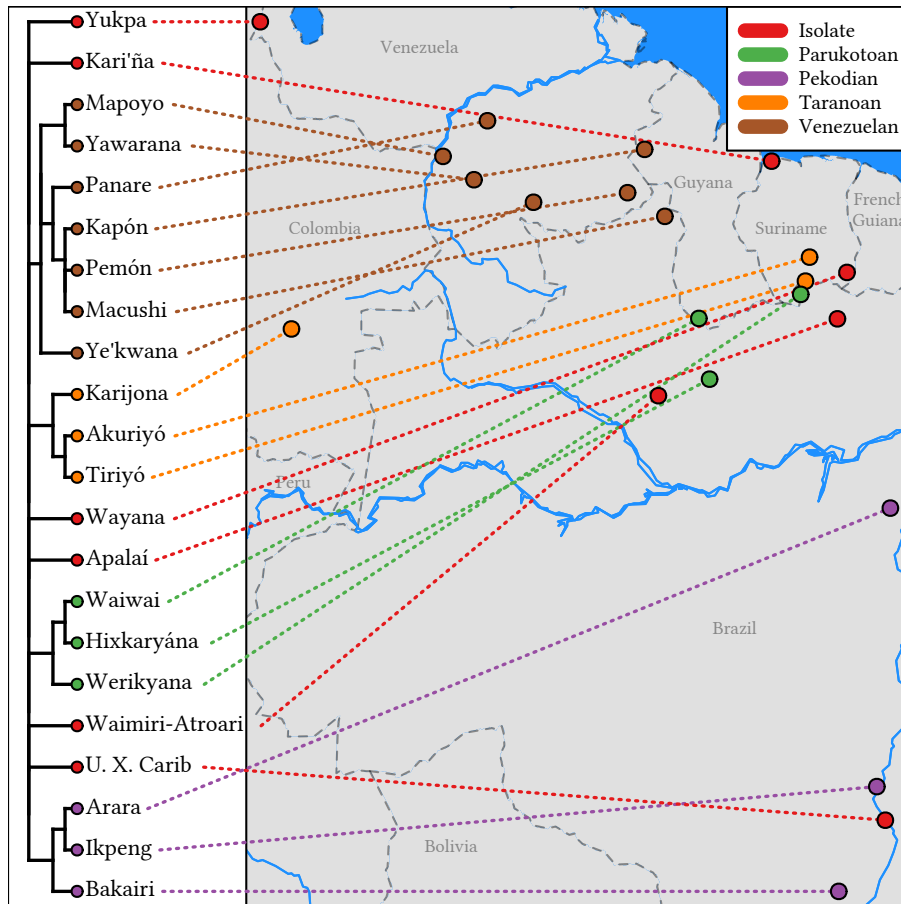 Yukpa
Kari'ña
Mapoyo
Yawarana
Panare
Kapón
Pemón
Macushi
Ye'kwana
Karijona
Akuriyó
Tiriyó
Wayana
Apalaí
Waiwai
Hixkaryána
Werikyana
Waimiri-Atroari
U. X. Carib
Arara
Ikpeng
Bakairi
Venezuela
Colombia
Guyana
Suriname
French
Guiana
Peru
Brazil
Bolivia
Isolate
Parukotoan
Pekodian
Taranoan
Venezuelan